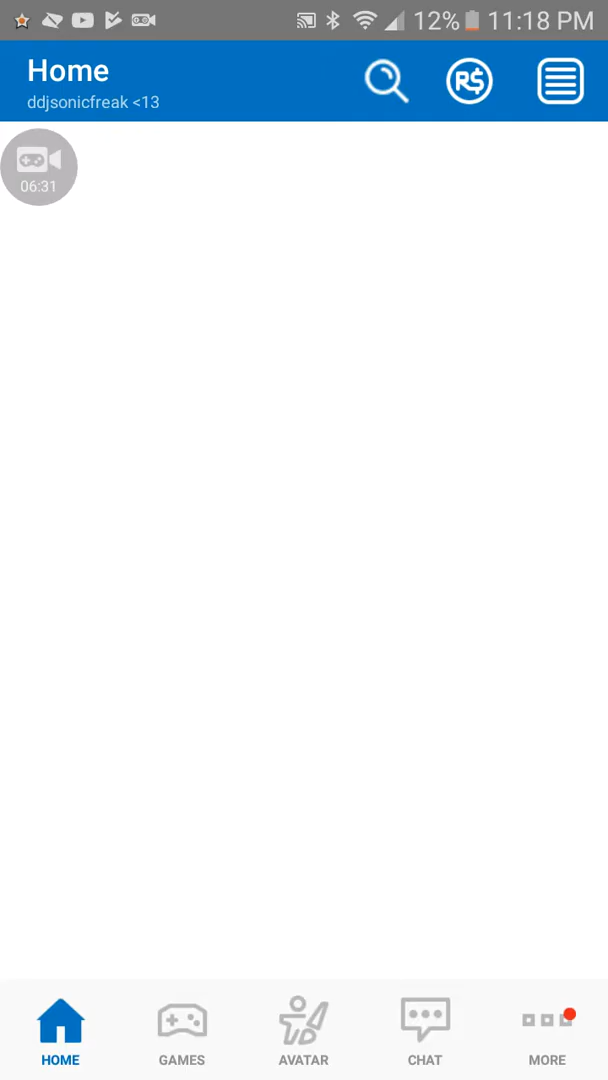 12% 11:18 PM
Home
R$
ddjsonicfreak <13
06:31
HOME GAMES AVATAR CHAT MORE